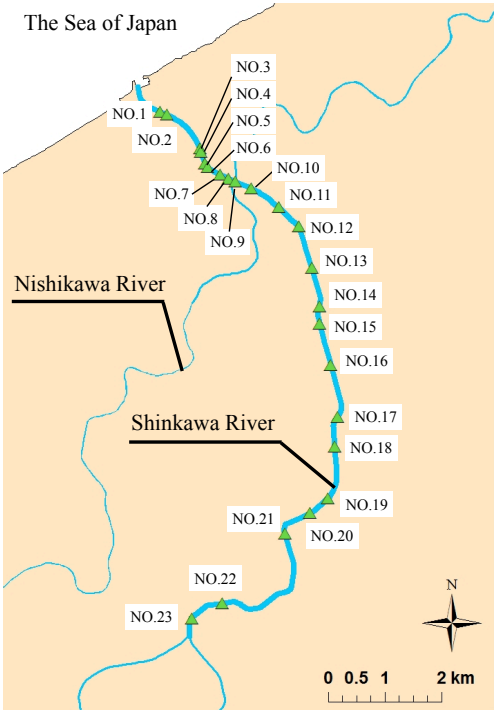 The Sea of Japan
NO.3
NO.4
NO.1
NO.5
NO.2
NO.6
NO.7
NO.10
NO.8
NO.11
NO.9
NO.12
NO.13
Nishikawa River
NO.14
NO.15
NO.16
NO.17
Shinkawa River
NO.18
NO.19
NO.21
NO.20
NO.22
N
NO.23
0 0.5 1 2 km